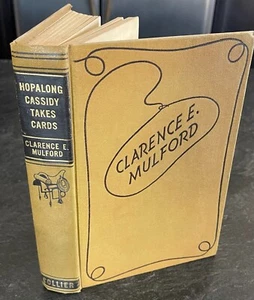 HOPALONG
CASSIDY
TAKES
CARDS
CLARENCE E.
MULFORD
COLLIER
CLARENCE E.
MULFORD